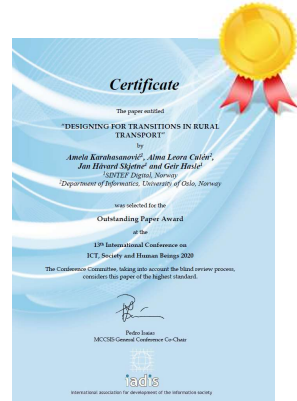 Certificate
The paper entitled
"DESIGNING FOR TRANSITIONS IN RURAL
TRANSPORT"
by
Amela Karahasanović¹, Alma Leora Culén²,
Jan Håvard Skjetne¹ and Geir Hasle¹
¹SINTEF Digital, Norway
²Department of Informatics, University of Oslo, Norway
was selected for the
Outstanding Paper Award
at the
13th International Conference on
ICT, Society and Human Beings 2020
The Conference Committee, taking into account the blind review process,
considers this paper of the highest standard.
Pedro Isaias
MCCSIS General Conference Co-Chair
iadis
international association for development of the information society